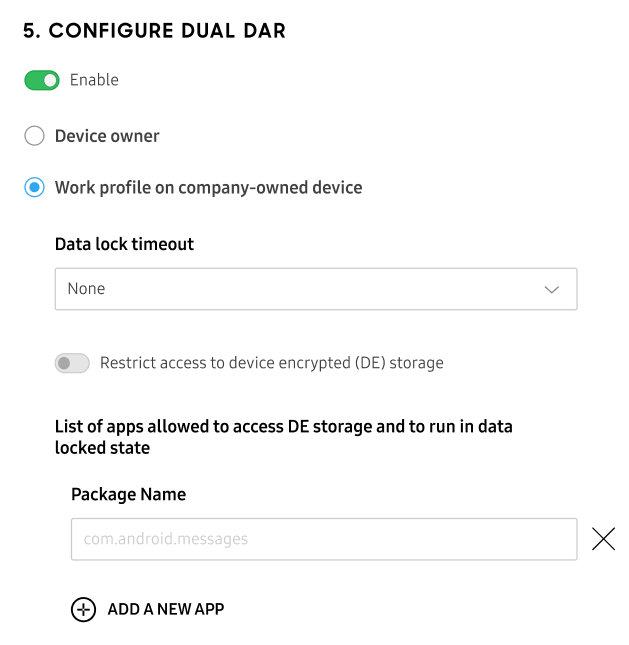 5. CONFIGURE DUAL DAR
Enable
Device owner
Work profile on company-owned device
Data lock timeout
None
Restrict access to device encrypted (DE) storage
List of apps allowed to access DE storage and to run in data
locked state
Package Name
com.android.messages
ADD A NEW APP